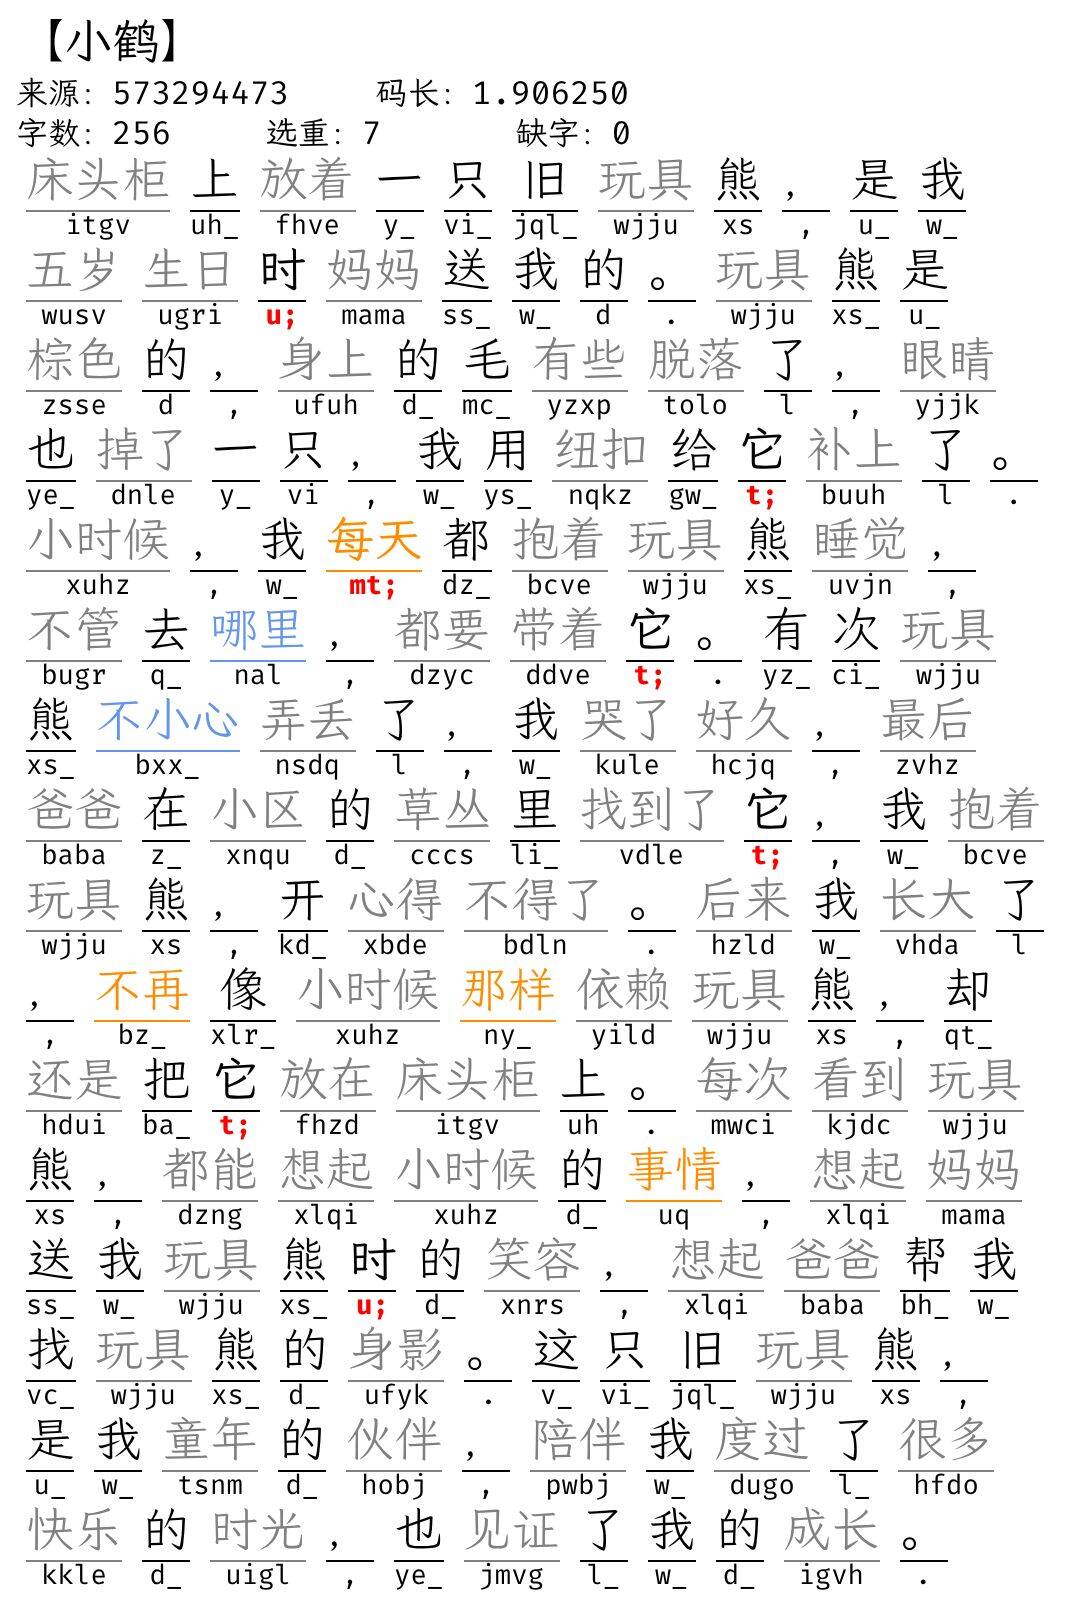 【小鹤】
来源: 573294473 码长: 1.906250
字数: 256 选重: 7 缺字: 0
床头柜 上 放着 一 只 旧 玩具 熊 ， 是 我
itgv uh_ fhve y_ vi_ jql_ wjju xs , u_ w_
五岁 生日 时 妈妈 送 我 的 。 玩具 熊 是
wusv ugri u; mama ss_ w_ d . wjju xs_ u_
棕色 的 ， 身上 的 毛 有些 脱落 了 ， 眼睛
zsse d , ufuh d_ mc_ yzxp tolo l , yjjk
也 掉了 一 只 ， 我 用 纽扣 给 它 补上 了 。
ye_ dnle y_ vi , w_ ys_ nqkz gw_ t; buuh l .
小时候 ， 我 每天 都 抱着 玩具 熊 睡觉 ，
xuhz , w_ mt; dz_ bcve wjju xs_ uvjn ,
不管 去 哪里 ， 都要 带着 它 。 有 次 玩具
bugr q_ nal , dzyc ddve t; . yz_ ci_ wjju
熊 不小心 弄丢 了 ， 我 哭了 好久 ， 最后
xs_ bxx_ nsdq l , w_ kule hcjq , zvhz
爸爸 在 小区 的 草丛 里 找到了 它 ， 我 抱着
baba z_ xnqu d_ cccs li_ vdle t; , w_ bcve
玩具 熊 ， 开 心得 不得了 。 后来 我 长大 了
wjju xs , kd_ xbde bdln . hzld w_ vhda l
， 不再 像 小时候 那样 依赖 玩具 熊 ， 却
, bz_ xlr_ xuhz ny_ yild wjju xs , qt_
还是 把 它 放在 床头柜 上 。 每次 看到 玩具
hdui ba_ t; fhzd itgv uh . mwci kjdc wjju
熊 ， 都能 想起 小时候 的 事情 ， 想起 妈妈
xs , dzng xlqi xuhz d_ uq , xlqi mama
送 我 玩具 熊 时 的 笑容 ， 想起 爸爸 帮 我
ss_ w_ wjju xs_ u; d_ xnrs , xlqi baba bh_ w_
找 玩具 熊 的 身影 。 这 只 旧 玩具 熊 ，
vc_ wjju xs_ d_ ufyk . v_ vi_ jql_ wjju xs ,
是 我 童年 的 伙伴 ， 陪伴 我 度过 了 很多
u_ w_ tsnm d_ hobj , pwbj w_ dugo l_ hfdo
快乐 的 时光 ， 也 见证 了 我 的 成长 。
kkle d_ uigl , ye_ jmvg l_ w_ d_ igvh .